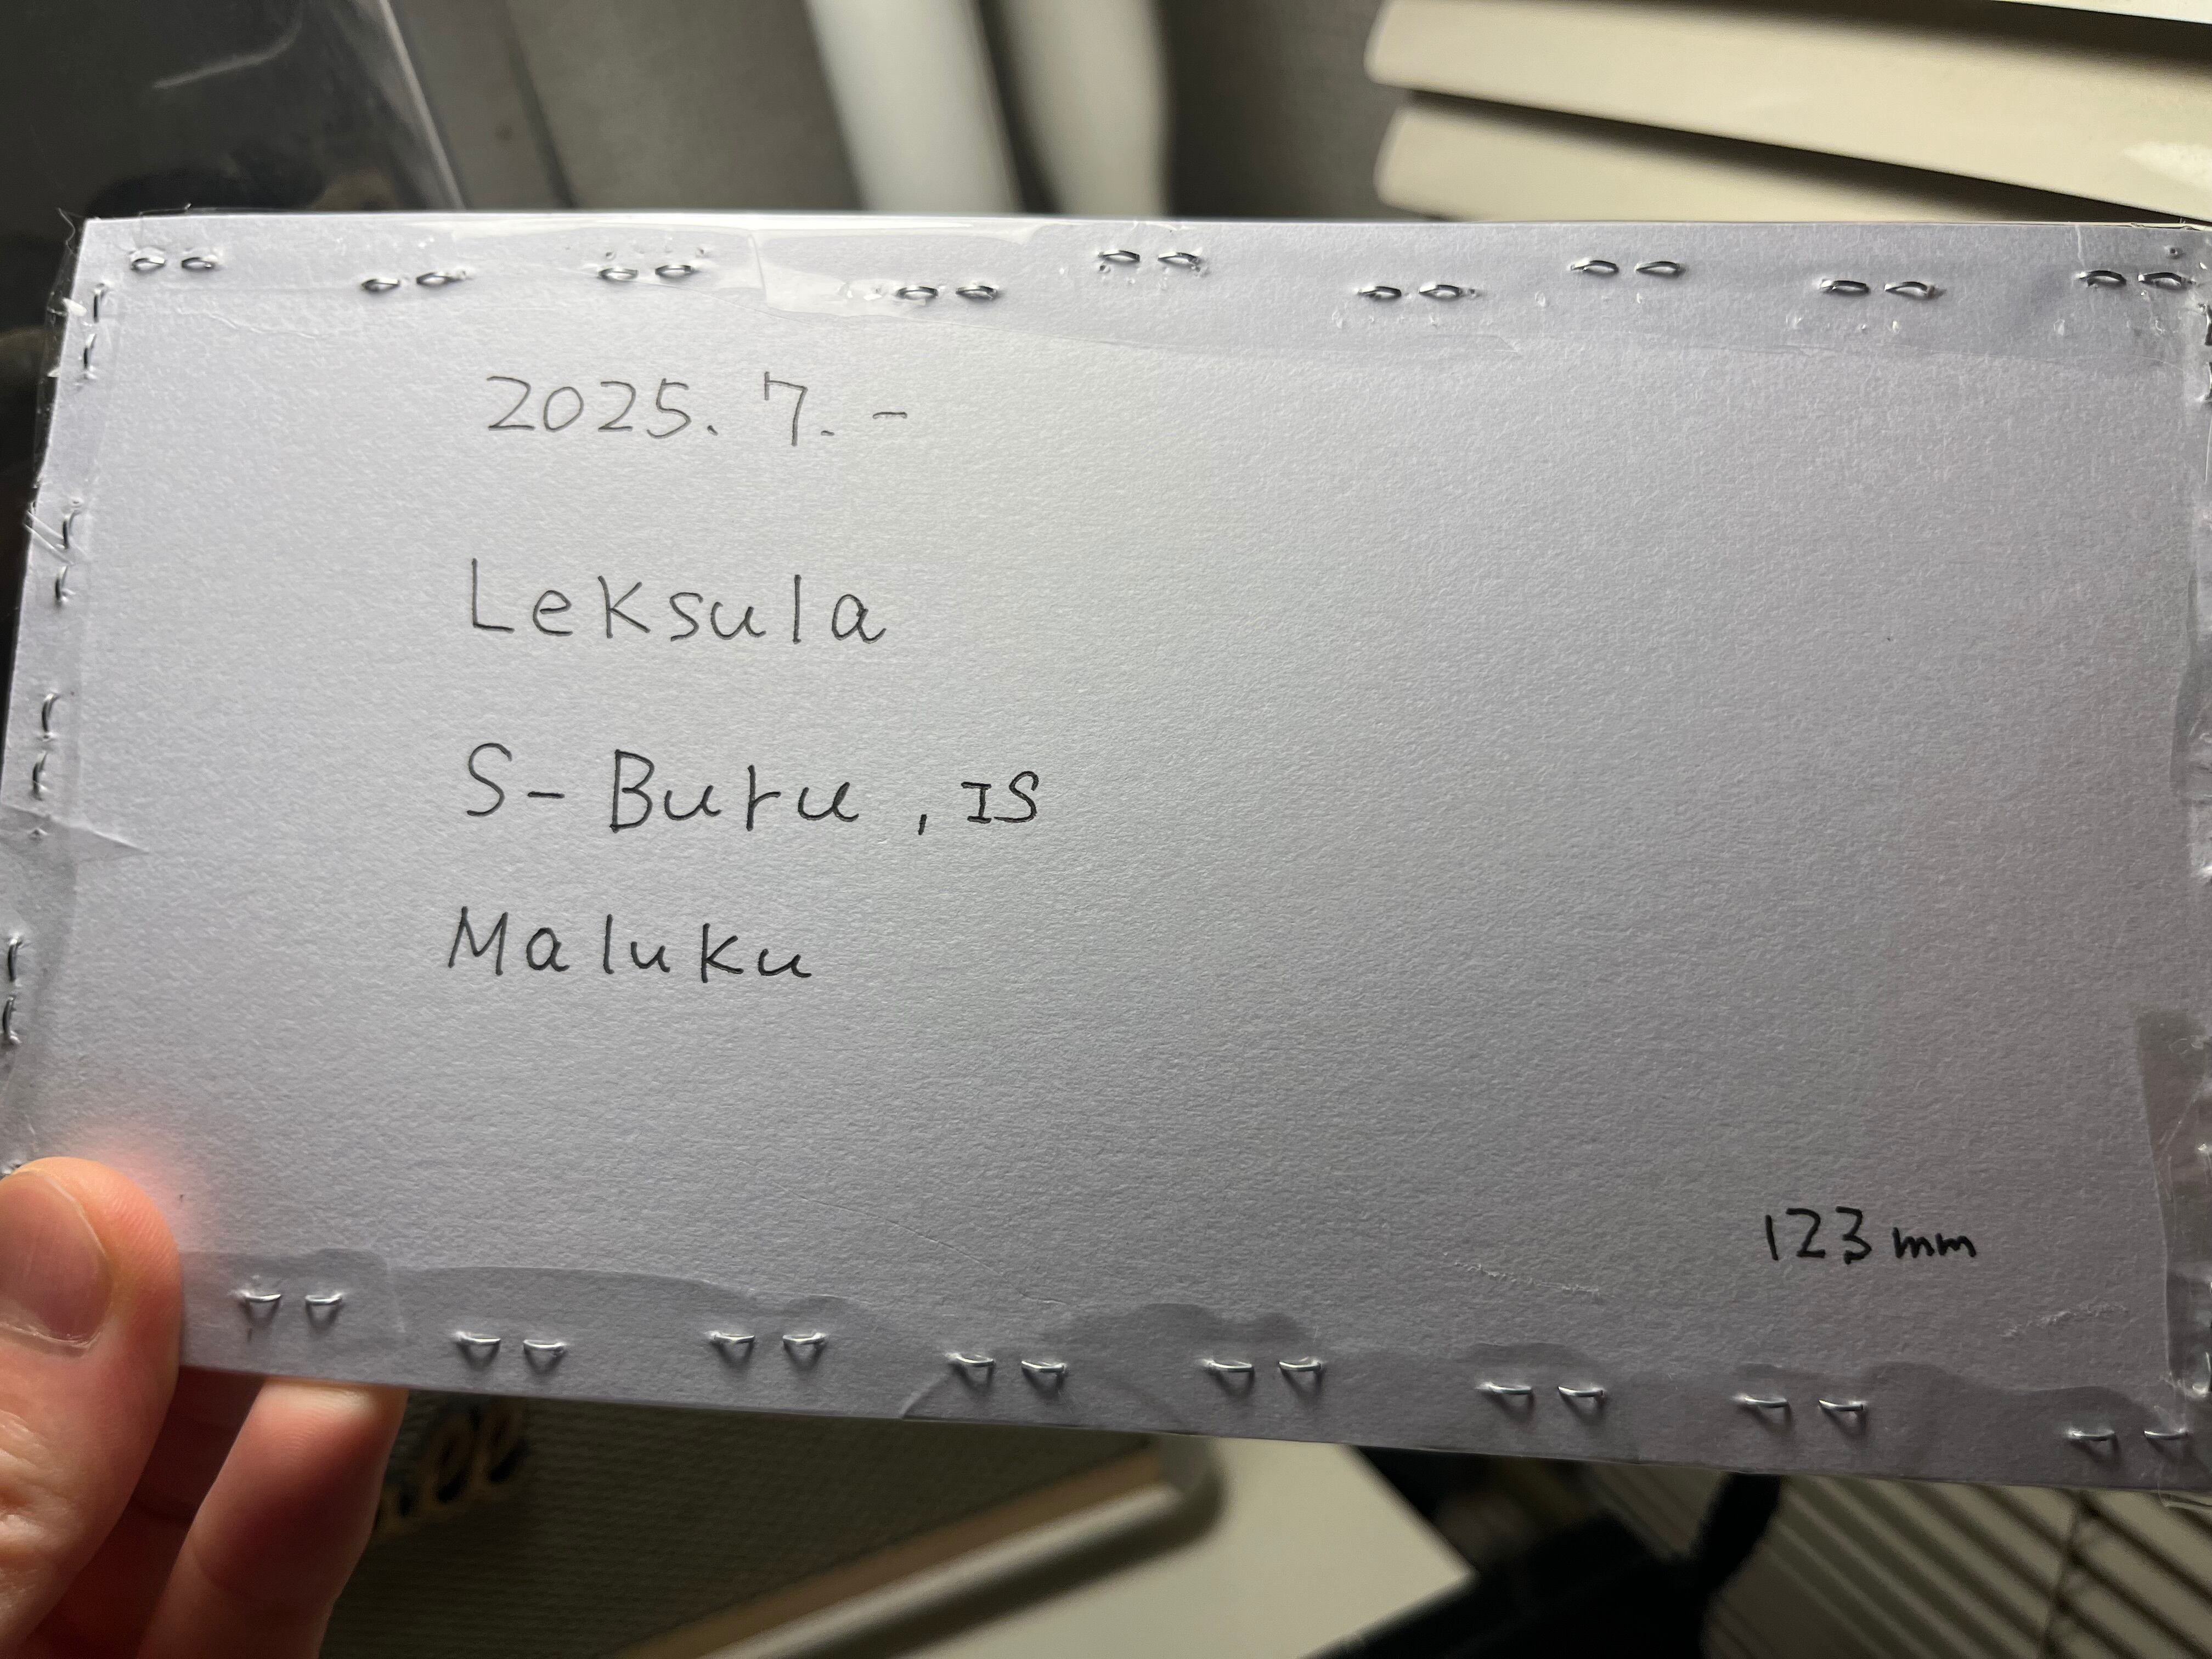 2025. 7. -
Leksula
S- Buru , IS
Maluku
123 mm